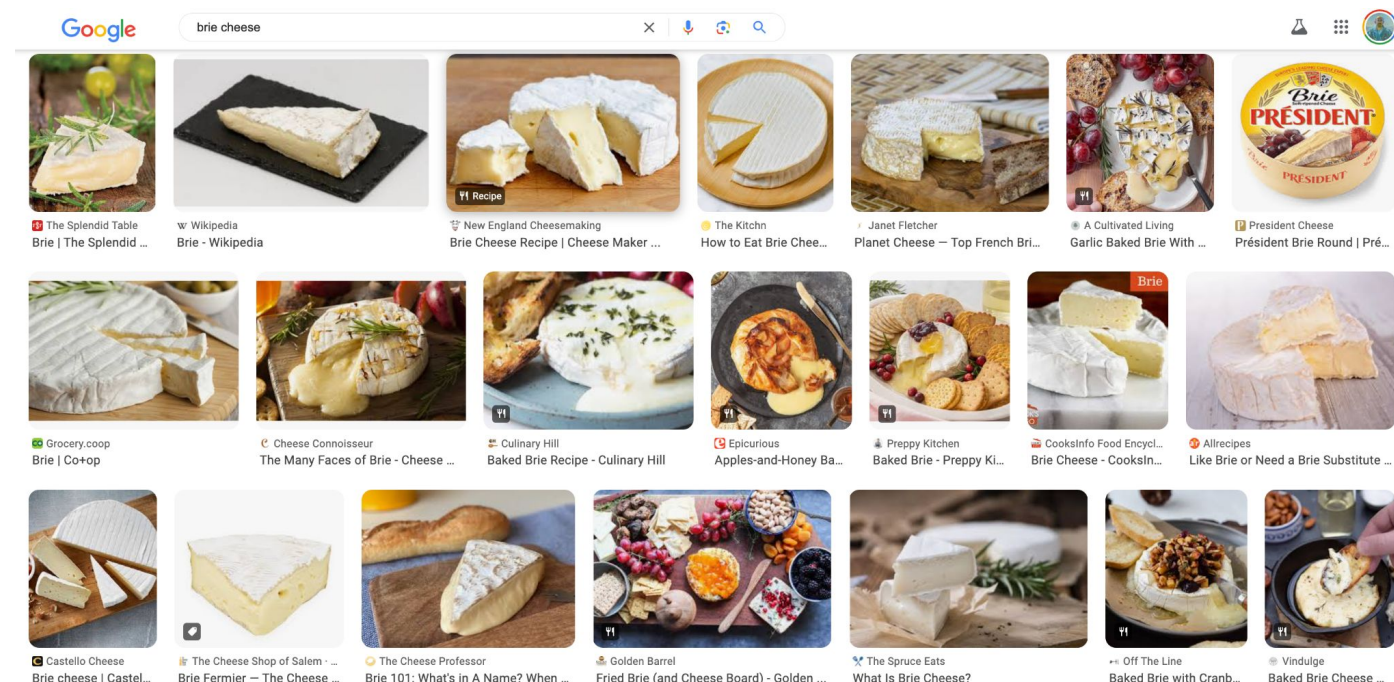 Google
brie cheese
Brie
PRÉSIDENT
PRÉSIDENT
Recipe
The Splendid Table
Brie | The Splendid ...
W Wikipedia
Brie - Wikipedia
New England Cheesemaking
Brie Cheese Recipe | Cheese Maker ...
The Kitchn
How to Eat Brie Chee...
Janet Fletcher
Planet Cheese — Top French Bri...
A Cultivated Living
Garlic Baked Brie With ...
P President Cheese
Président Brie Round | Pré...
Brie
Grocery.coop
Brie | Co+op
Cheese Connoisseur
The Many Faces of Brie - Cheese ...
Culinary Hill
Baked Brie Recipe - Culinary Hill
Epicurious
Apples-and-Honey Ba...
Preppy Kitchen
Baked Brie - Preppy Ki...
CooksInfo Food Encycl...
Brie Cheese - CooksIn...
Allrecipes
Like Brie or Need a Brie Substitute ...
C Castello Cheese
Brie cheese | Castel...
The Cheese Shop of Salem · ...
Brie Fermier — The Cheese ...
The Cheese Professor
Brie 101: What's in A Name? When ...
Golden Barrel
Fried Brie (and Cheese Board) - Golden ...
The Spruce Eats
What Is Brie Cheese?
Off The Line
Baked Brie with Cranb...
Vindulge
Baked Brie Cheese ...